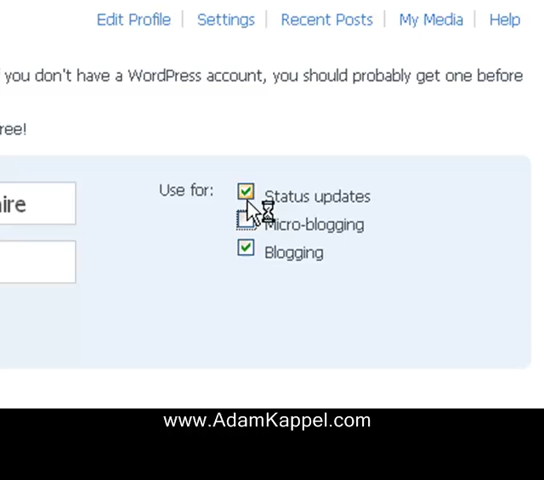 Edit Profile | Settings | Recent Posts | My Media | Help
you don't have a WordPress account, you should probably get one before
ree!
ire
Use for:
Status updates
Micro-blogging
Blogging
www.AdamKappel.com